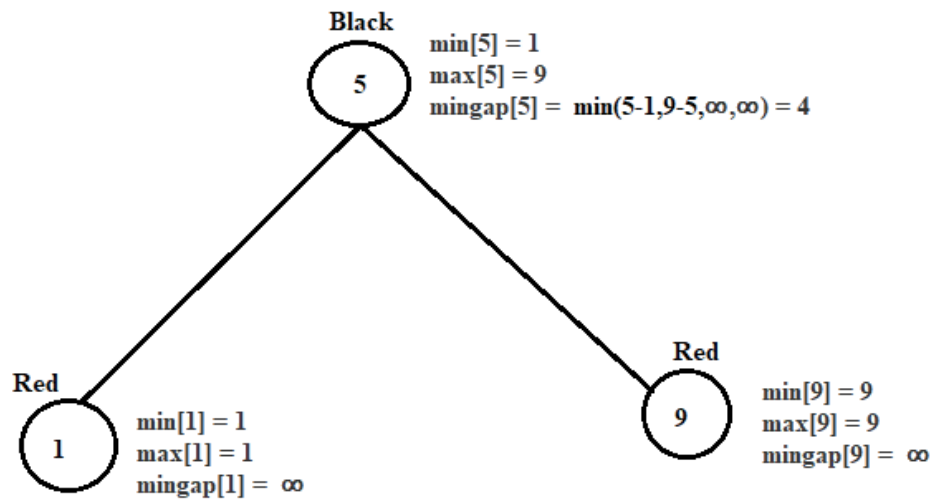 Black
5
min[5] = 1
max[5] = 9
mingap[5] = min(5-1,9-5,∞,∞) = 4
Red
1
min[1] = 1
max[1] = 1
mingap[1] = ∞
Red
9
min[9] = 9
max[9] = 9
mingap[9] = ∞